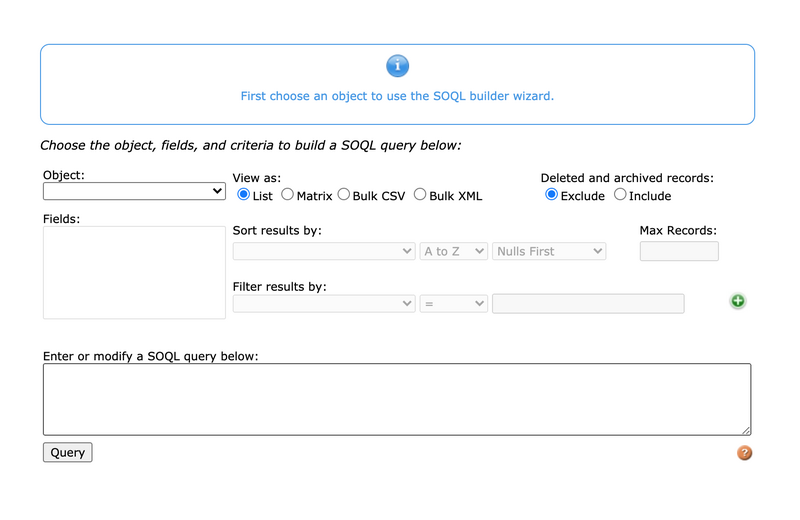 First choose an object to use the SOQL builder wizard.
Choose the object, fields, and criteria to build a SOQL query below:
Object:
View as:
List Matrix Bulk CSV Bulk XML
Deleted and archived records:
Exclude Include
Fields:
Sort results by:
A to Z Nulls First
Max Records:
Filter results by:
=
Enter or modify a SOQL query below:
Query